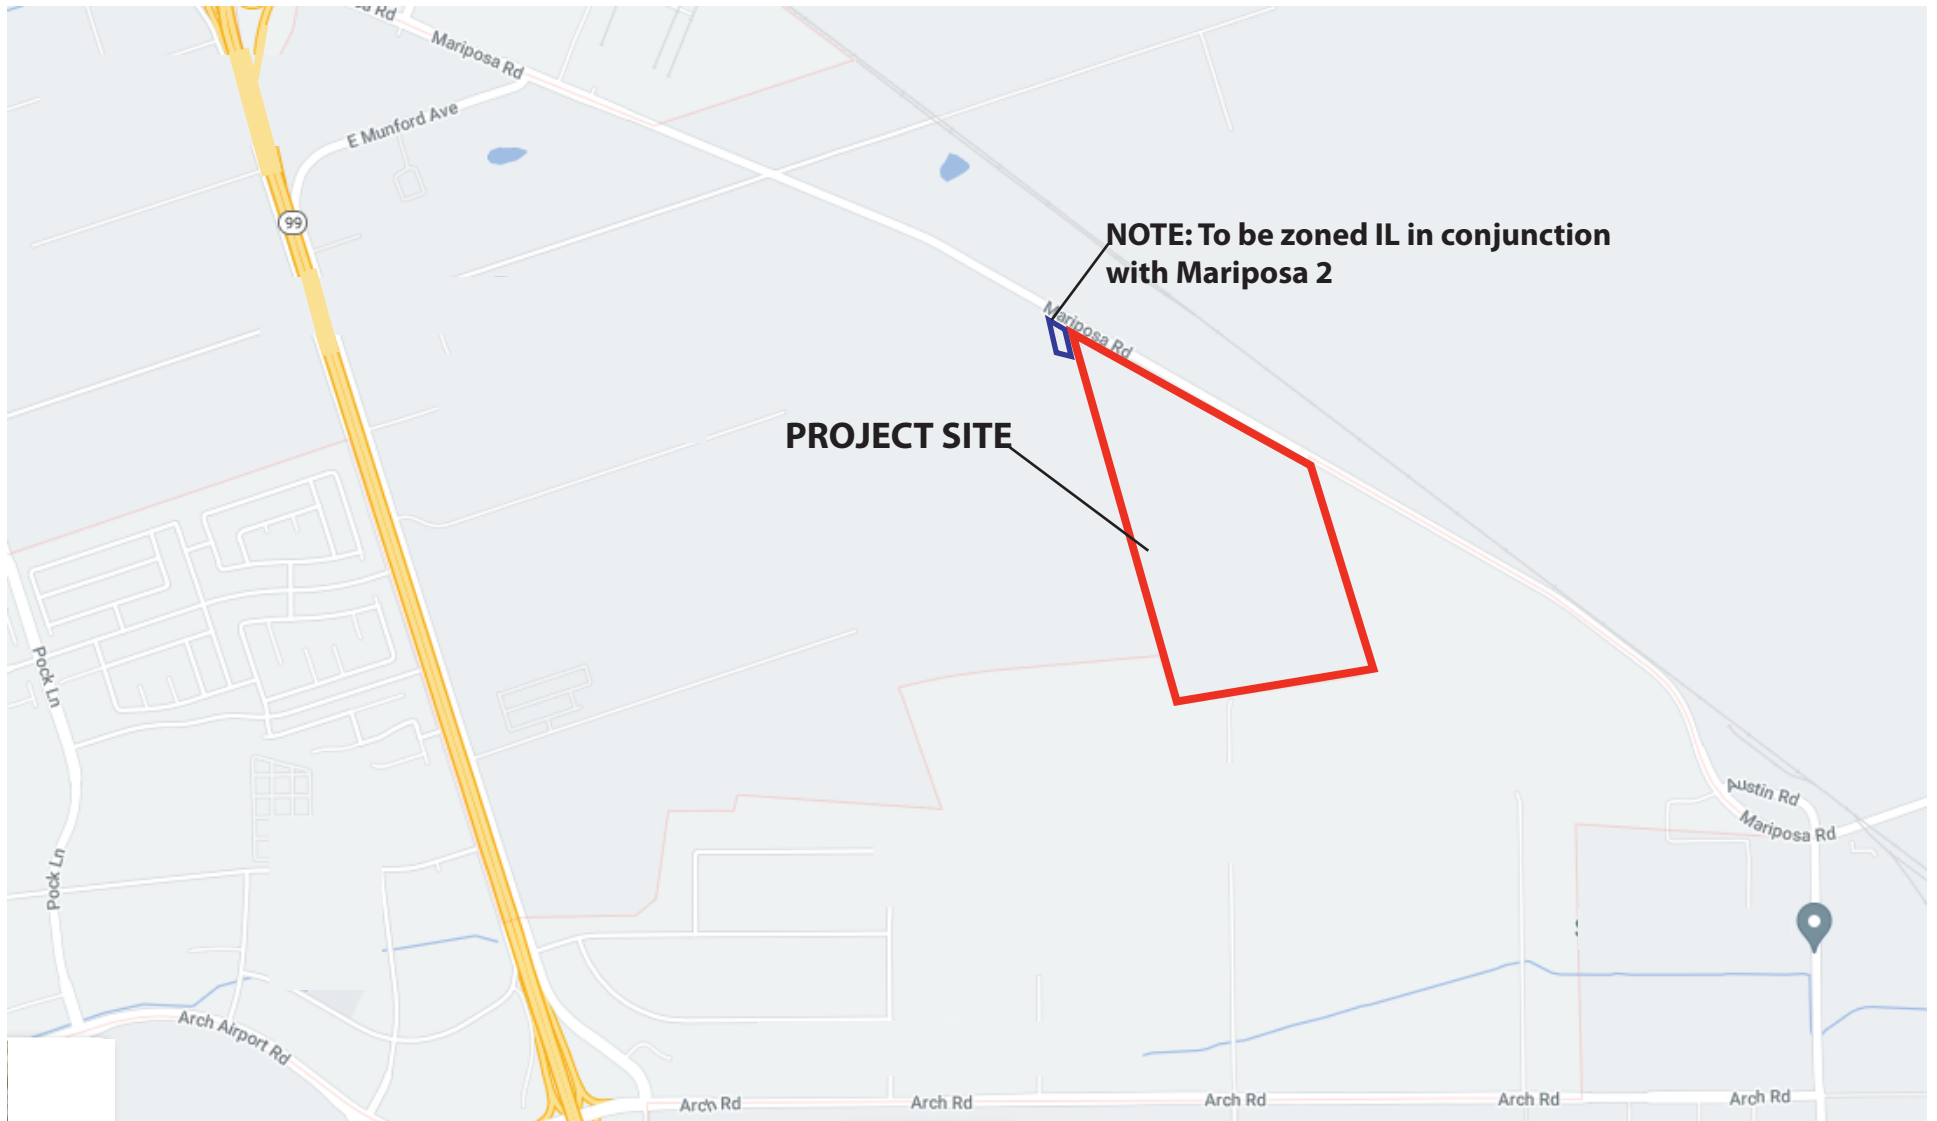 a Rd
Mariposa Rd
E Munford Ave
99
NOTE: To be zoned IL in conjunction
with Mariposa 2
Mariposa Rd
PROJECT SITE
Pock Ln
Austin Rd
Mariposa Rd
Pock Ln
Arch Airport Rd
Arch Rd
Arch Rd
Arch Rd
Arch Rd
Arch Rd